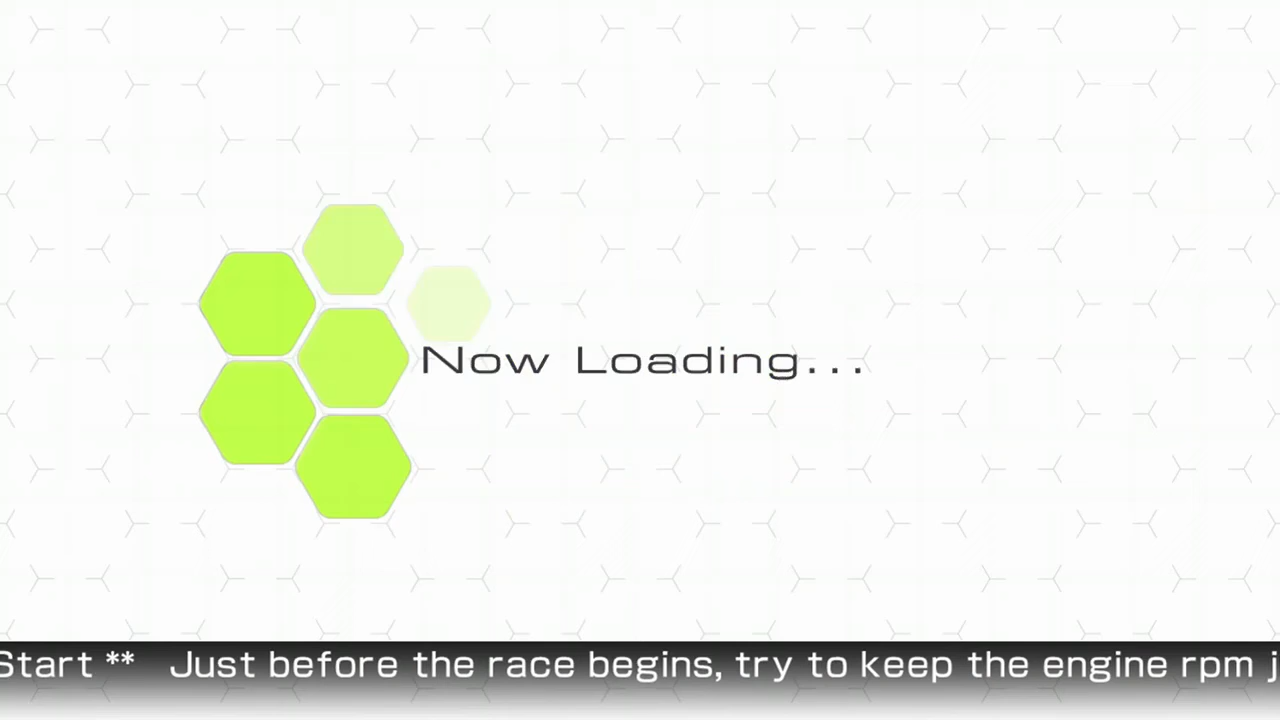 Now Loading...
Start ** Just before the race begins, try to keep the engine rpm j